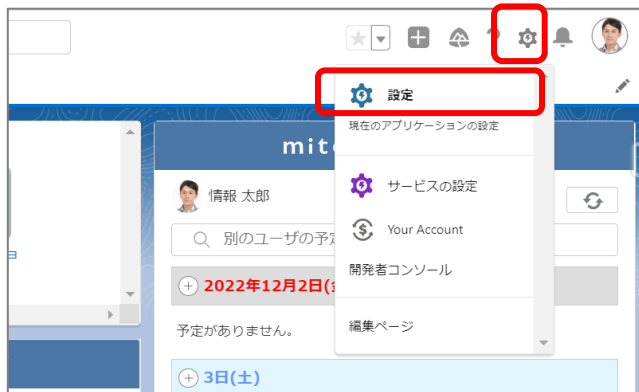 ?
設定
現在のアプリケーションの設定
mit
情報 太郎
サービスの設定
別のユーザの予
Your Account
日
2022年12月2日(
開発者コンソール
予定がありません。
編集ページ
3日(土)